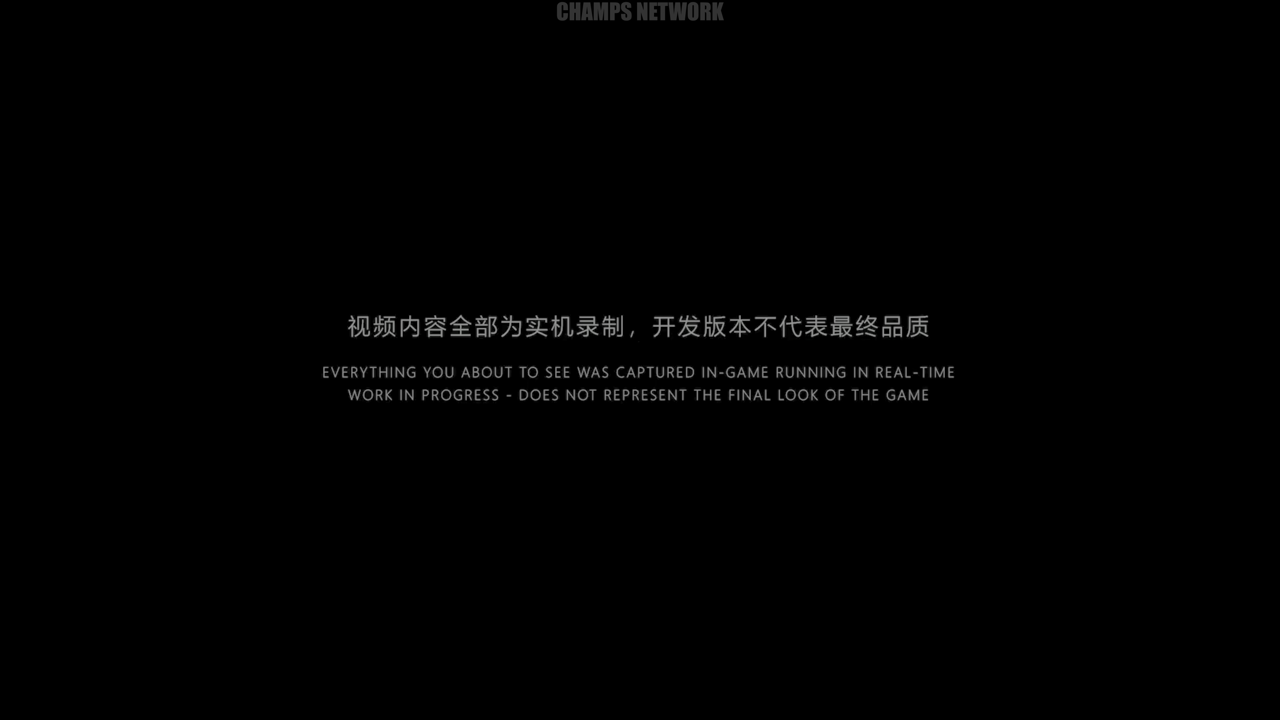 CHAMPS NETWORK
视频内容全部为实机录制，开发版本不代表最终品质
EVERYTHING YOU ABOUT TO SEE WAS CAPTURED IN-GAME RUNNING IN REAL-TIME
WORK IN PROGRESS - DOES NOT REPRESENT THE FINAL LOOK OF THE GAME